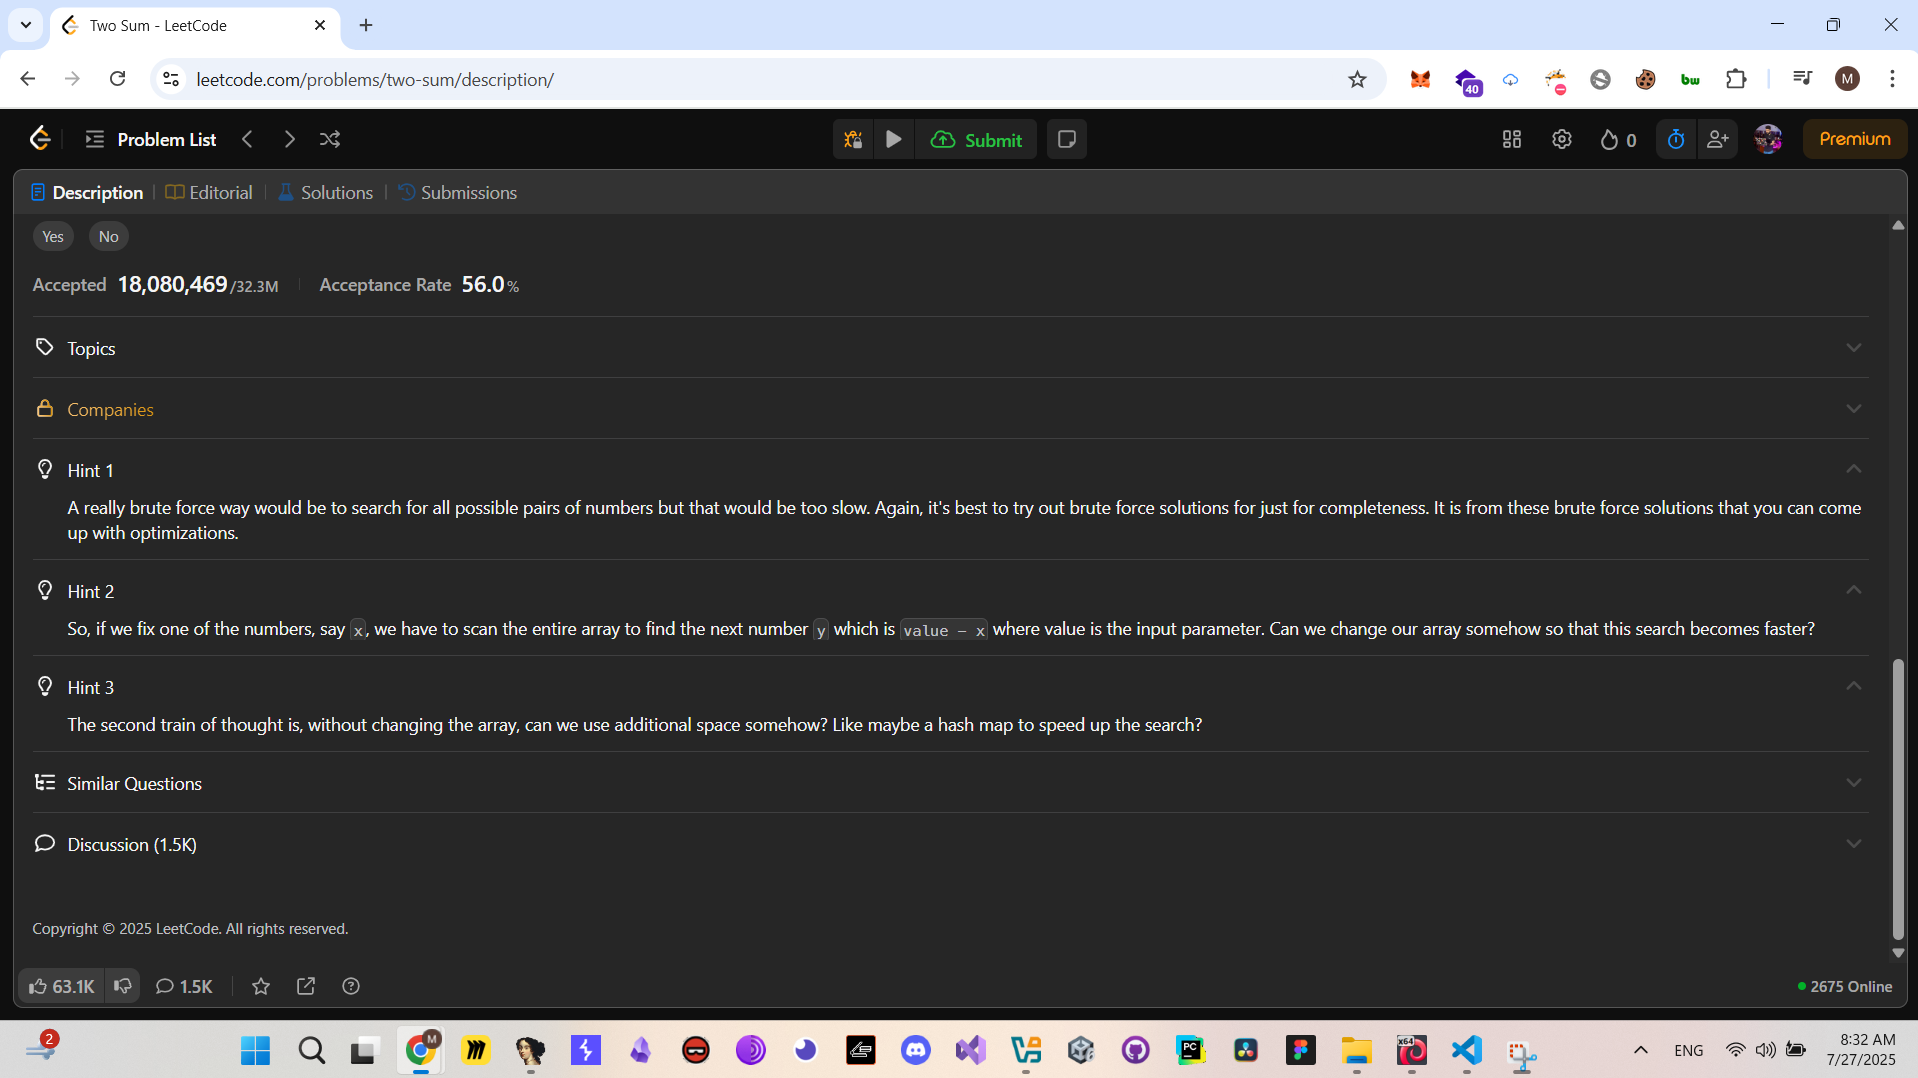 Two Sum - LeetCode
leetcode.com/problems/two-sum/description/
40
bw
M
Problem List
Submit
0
Premium
Description
Editorial
Solutions
Submissions
Yes
No
Accepted 18,080,469/32.3M
Acceptance Rate 56.0%
Topics
Companies
Hint 1
A really brute force way would be to search for all possible pairs of numbers but that would be too slow. Again, it's best to try out brute force solutions for just for completeness. It is from these brute force solutions that you can come
up with optimizations.
Hint 2
So, if we fix one of the numbers, say x, we have to scan the entire array to find the next number y which is value - x where value is the input parameter. Can we change our array somehow so that this search becomes faster?
Hint 3
The second train of thought is, without changing the array, can we use additional space somehow? Like maybe a hash map to speed up the search?
Similar Questions
Discussion (1.5K)
Copyright © 2025 LeetCode. All rights reserved.
63.1K
1.5K
2675 Online
2
M
PC
x64
ENG
8:32 AM
7/27/2025